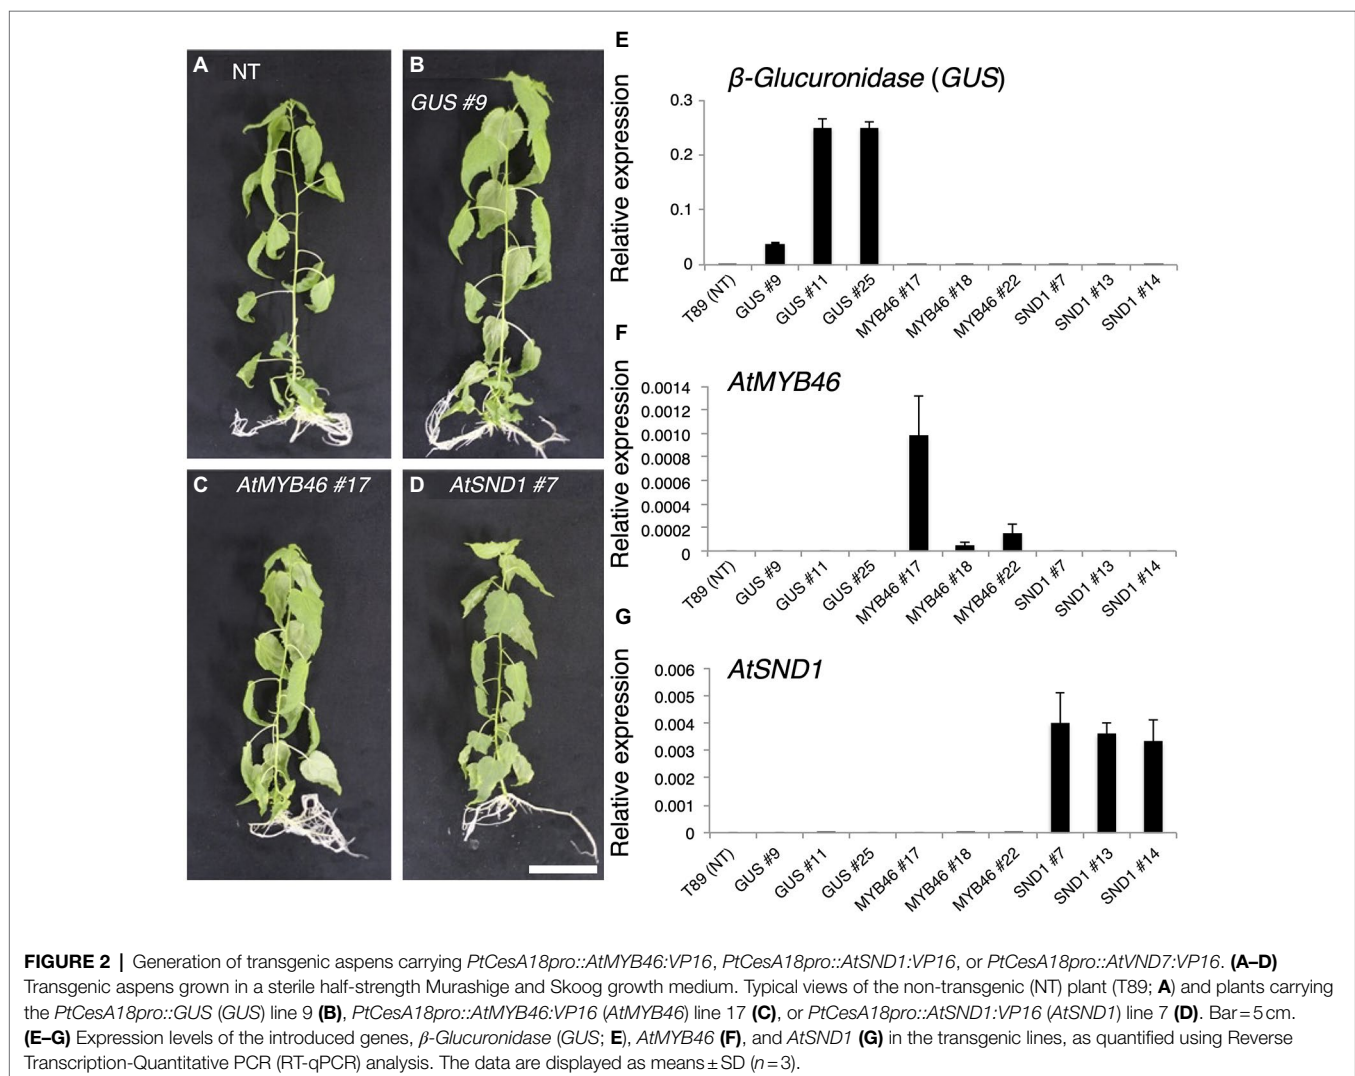 A NT
B
GUS #9
C AtMYB46 #17
D AtSND1 #7
E
β-Glucuronidase (GUS)
Relative expression
0.3
0.2
0.1
0
T89 (NT)
GUS #9
GUS #11
GUS #25
MYB46 #17
MYB46 #18
MYB46 #22
SND1 #7
SND1 #13
SND1 #14
F
AtMYB46
Relative expression
0.0014
0.0012
0.0010
0.0008
0.0006
0.0004
0.0002
0
T89 (NT)
GUS #9
GUS #11
GUS #25
MYB46 #17
MYB46 #18
MYB46 #22
SND1 #7
SND1 #13
SND1 #14
G
AtSND1
Relative expression
0.006
0.005
0.004
0.003
0.002
0.001
0
T89 (NT)
GUS #9
GUS #11
GUS #25
MYB46 #17
MYB46 #18
MYB46 #22
SND1 #7
SND1 #13
SND1 #14
FIGURE 2 | Generation of transgenic aspens carrying PtCesA18pro::AtMYB46:VP16, PtCesA18pro::AtSND1:VP16, or PtCesA18pro::AtVND7:VP16. (A–D)
Transgenic aspens grown in a sterile half-strength Murashige and Skoog growth medium. Typical views of the non-transgenic (NT) plant (T89; A) and plants carrying
the PtCesA18pro::GUS (GUS) line 9 (B), PtCesA18pro::AtMYB46:VP16 (AtMYB46) line 17 (C), or PtCesA18pro::AtSND1:VP16 (AtSND1) line 7 (D). Bar = 5 cm.
(E–G) Expression levels of the introduced genes, β-Glucuronidase (GUS; E), AtMYB46 (F), and AtSND1 (G) in the transgenic lines, as quantified using Reverse
Transcription-Quantitative PCR (RT-qPCR) analysis. The data are displayed as means ± SD (n = 3).